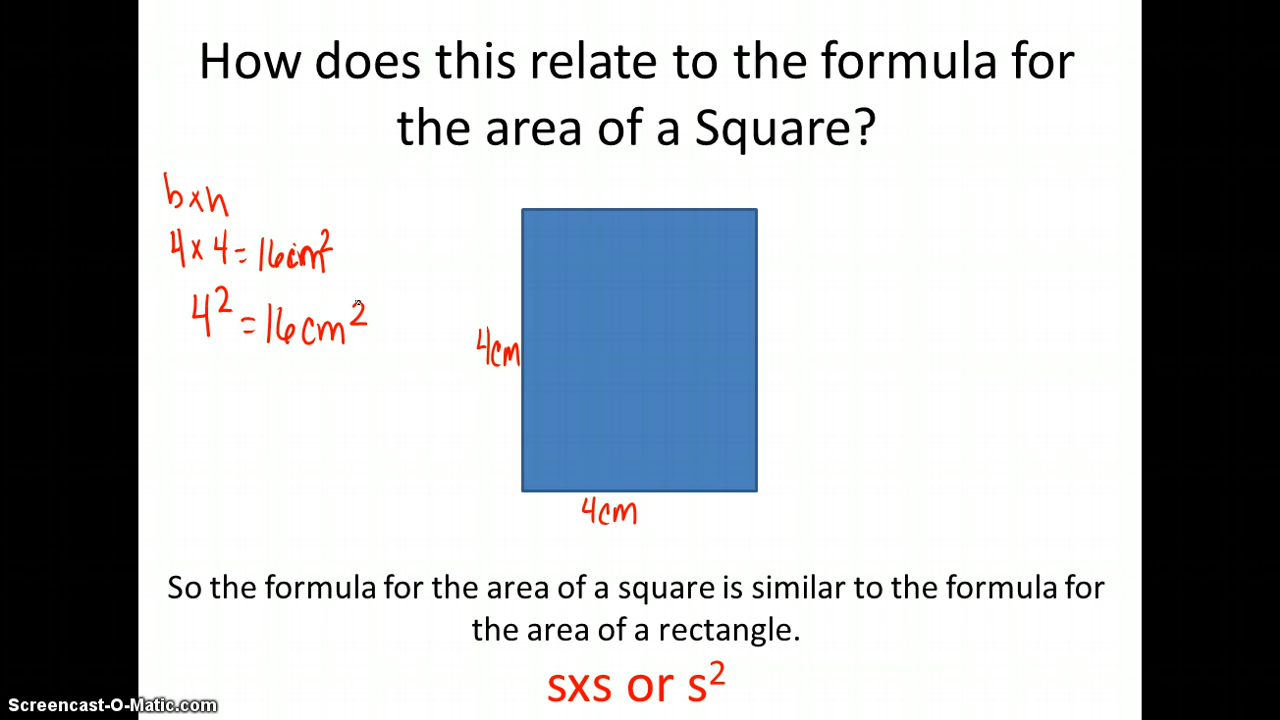 How does this relate to the formula for
the area of a Square?
b x h
4 x 4 = 16cm²
4² = 16cm²
4cm
4cm
So the formula for the area of a square is similar to the formula for
the area of a rectangle.
sxs or s²
Screencast-O-Matic.com